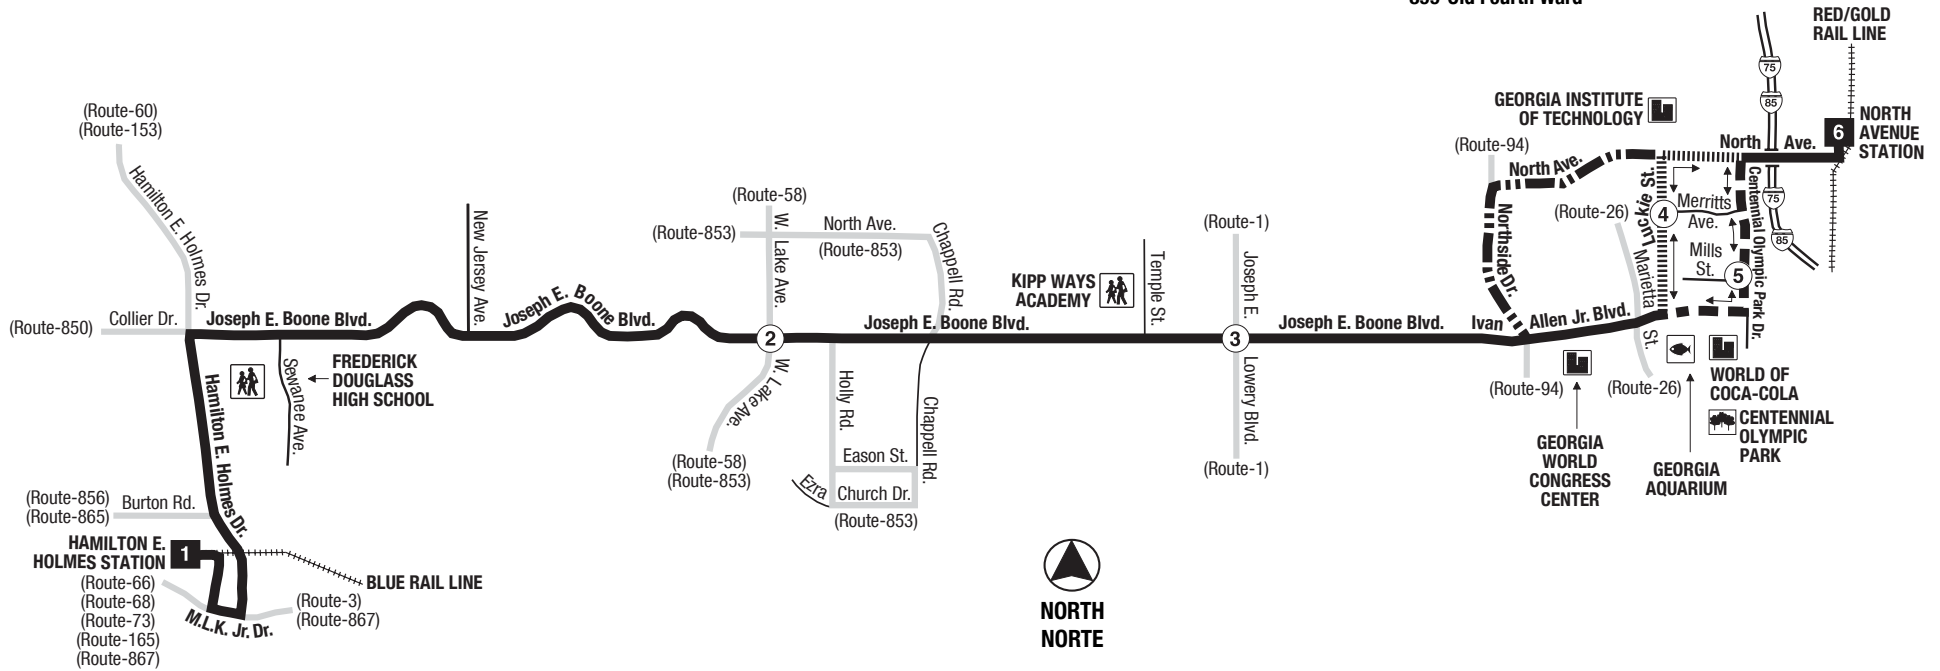 RED/GOLD
RAIL LINE
75
85
6
NORTH
AVENUE
STATION
GEORGIA INSTITUTE
OF TECHNOLOGY
North Ave.
(Route-94)
North Ave.
Northside Dr.
(Route-26)
Luckie St.
4
Merritts
Ave.
Mills
St.
5
Centennial Olympic Park Dr.
75
85
Marietta
St.
(Route-60)
(Route-153)
Hamilton E. Holmes Dr.
(Route-850)
Collier Dr.
Joseph E. Boone Blvd.
New Jersey Ave.
Joseph E. Boone Blvd.
(Route-58)
(Route-853)
W. Lake Ave.
North Ave.
(Route-853)
Chappell Rd.
2
Joseph E. Boone Blvd.
KIPP WAYS
ACADEMY
Temple St.
(Route-1)
Joseph E.
3
Lowery Blvd.
(Route-1)
Joseph E. Boone Blvd.
Ivan
Allen Jr. Blvd.
Sewanee Ave.
FREDERICK
DOUGLASS
HIGH SCHOOL
Hamilton E. Holmes Dr.
W. Lake Ave.
(Route-58)
(Route-853)
Holly Rd.
Chappell Rd.
Eason St.
Ezra
Church Dr.
(Route-853)
(Route-94)
(Route-26)
GEORGIA
WORLD
CONGRESS
CENTER
GEORGIA
AQUARIUM
WORLD OF
COCA-COLA
CENTENNIAL
OLYMPIC
PARK
(Route-856)
(Route-865)
Burton Rd.
HAMILTON E.
HOLMES STATION
1
BLUE RAIL LINE
(Route-66)
(Route-68)
(Route-73)
(Route-165)
(Route-867)
M.L.K. Jr. Dr.
(Route-3)
(Route-867)
NORTH
NORTE